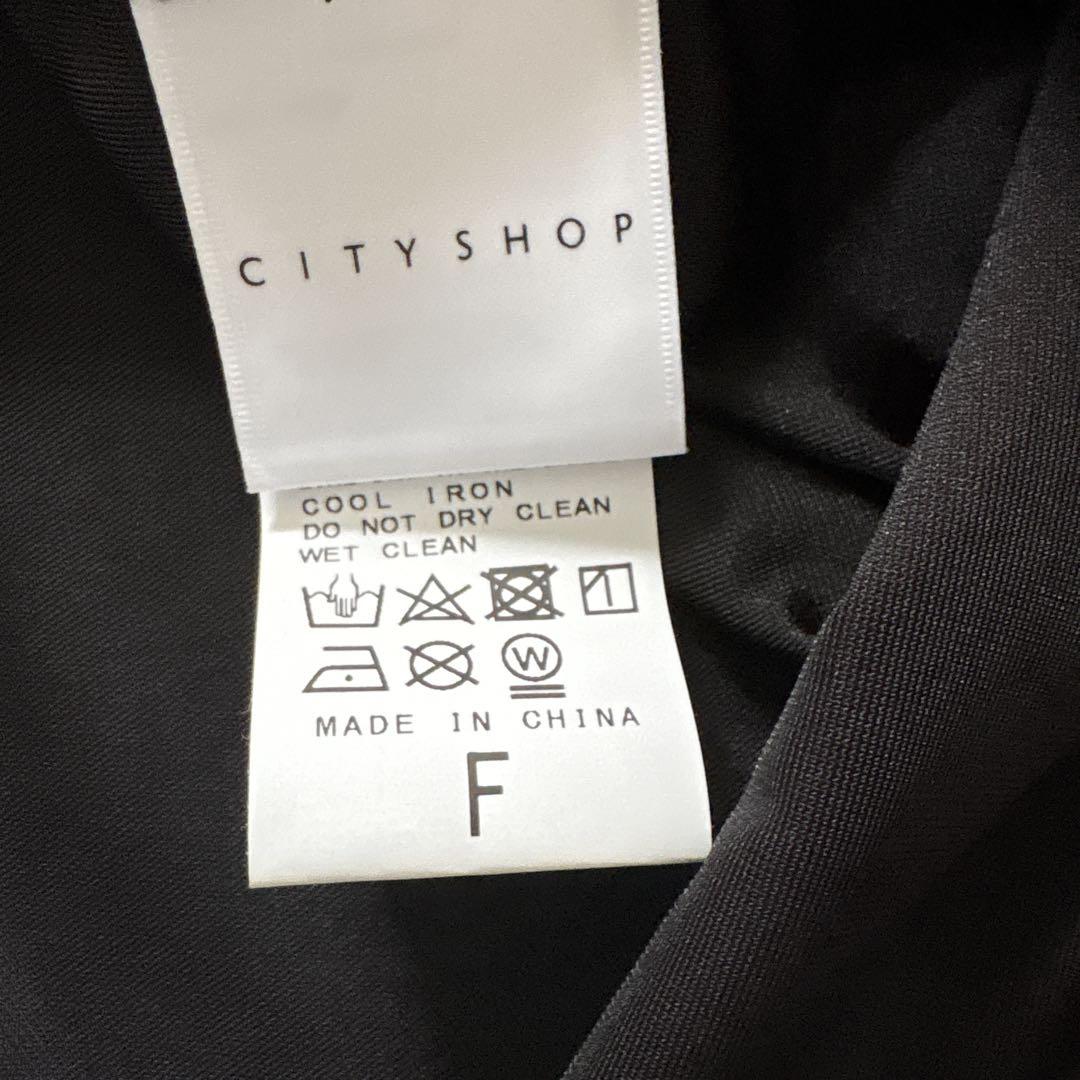 CITYSHOP
COOL IRON
DO NOT DRY CLEAN
WET CLEAN
W
MADE IN CHINA
F